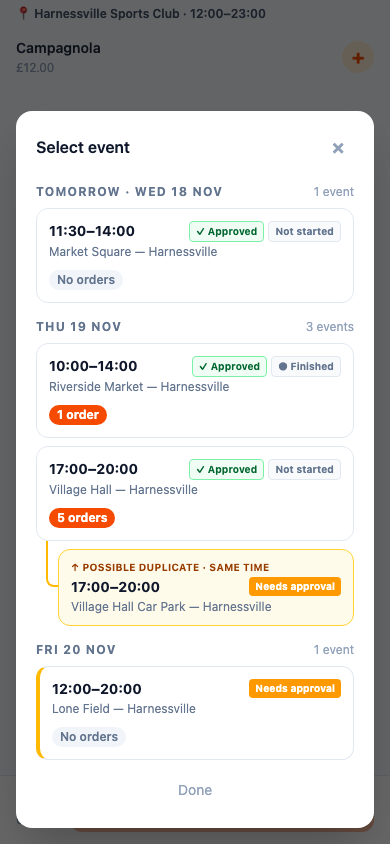 📍 Harnessville Sports Club · 12:00–23:00
Campagnola
£12.00
+
Select event
×
TOMORROW · WED 18 NOV 1 event
11:30–14:00 ✓ Approved Not started
Market Square — Harnessville
No orders
THU 19 NOV 3 events
10:00–14:00 ✓ Approved ● Finished
Riverside Market — Harnessville
1 order
17:00–20:00 ✓ Approved Not started
Village Hall — Harnessville
5 orders
↑ POSSIBLE DUPLICATE · SAME TIME
17:00–20:00 Needs approval
Village Hall Car Park — Harnessville
FRI 20 NOV 1 event
12:00–20:00 Needs approval
Lone Field — Harnessville
No orders
Done